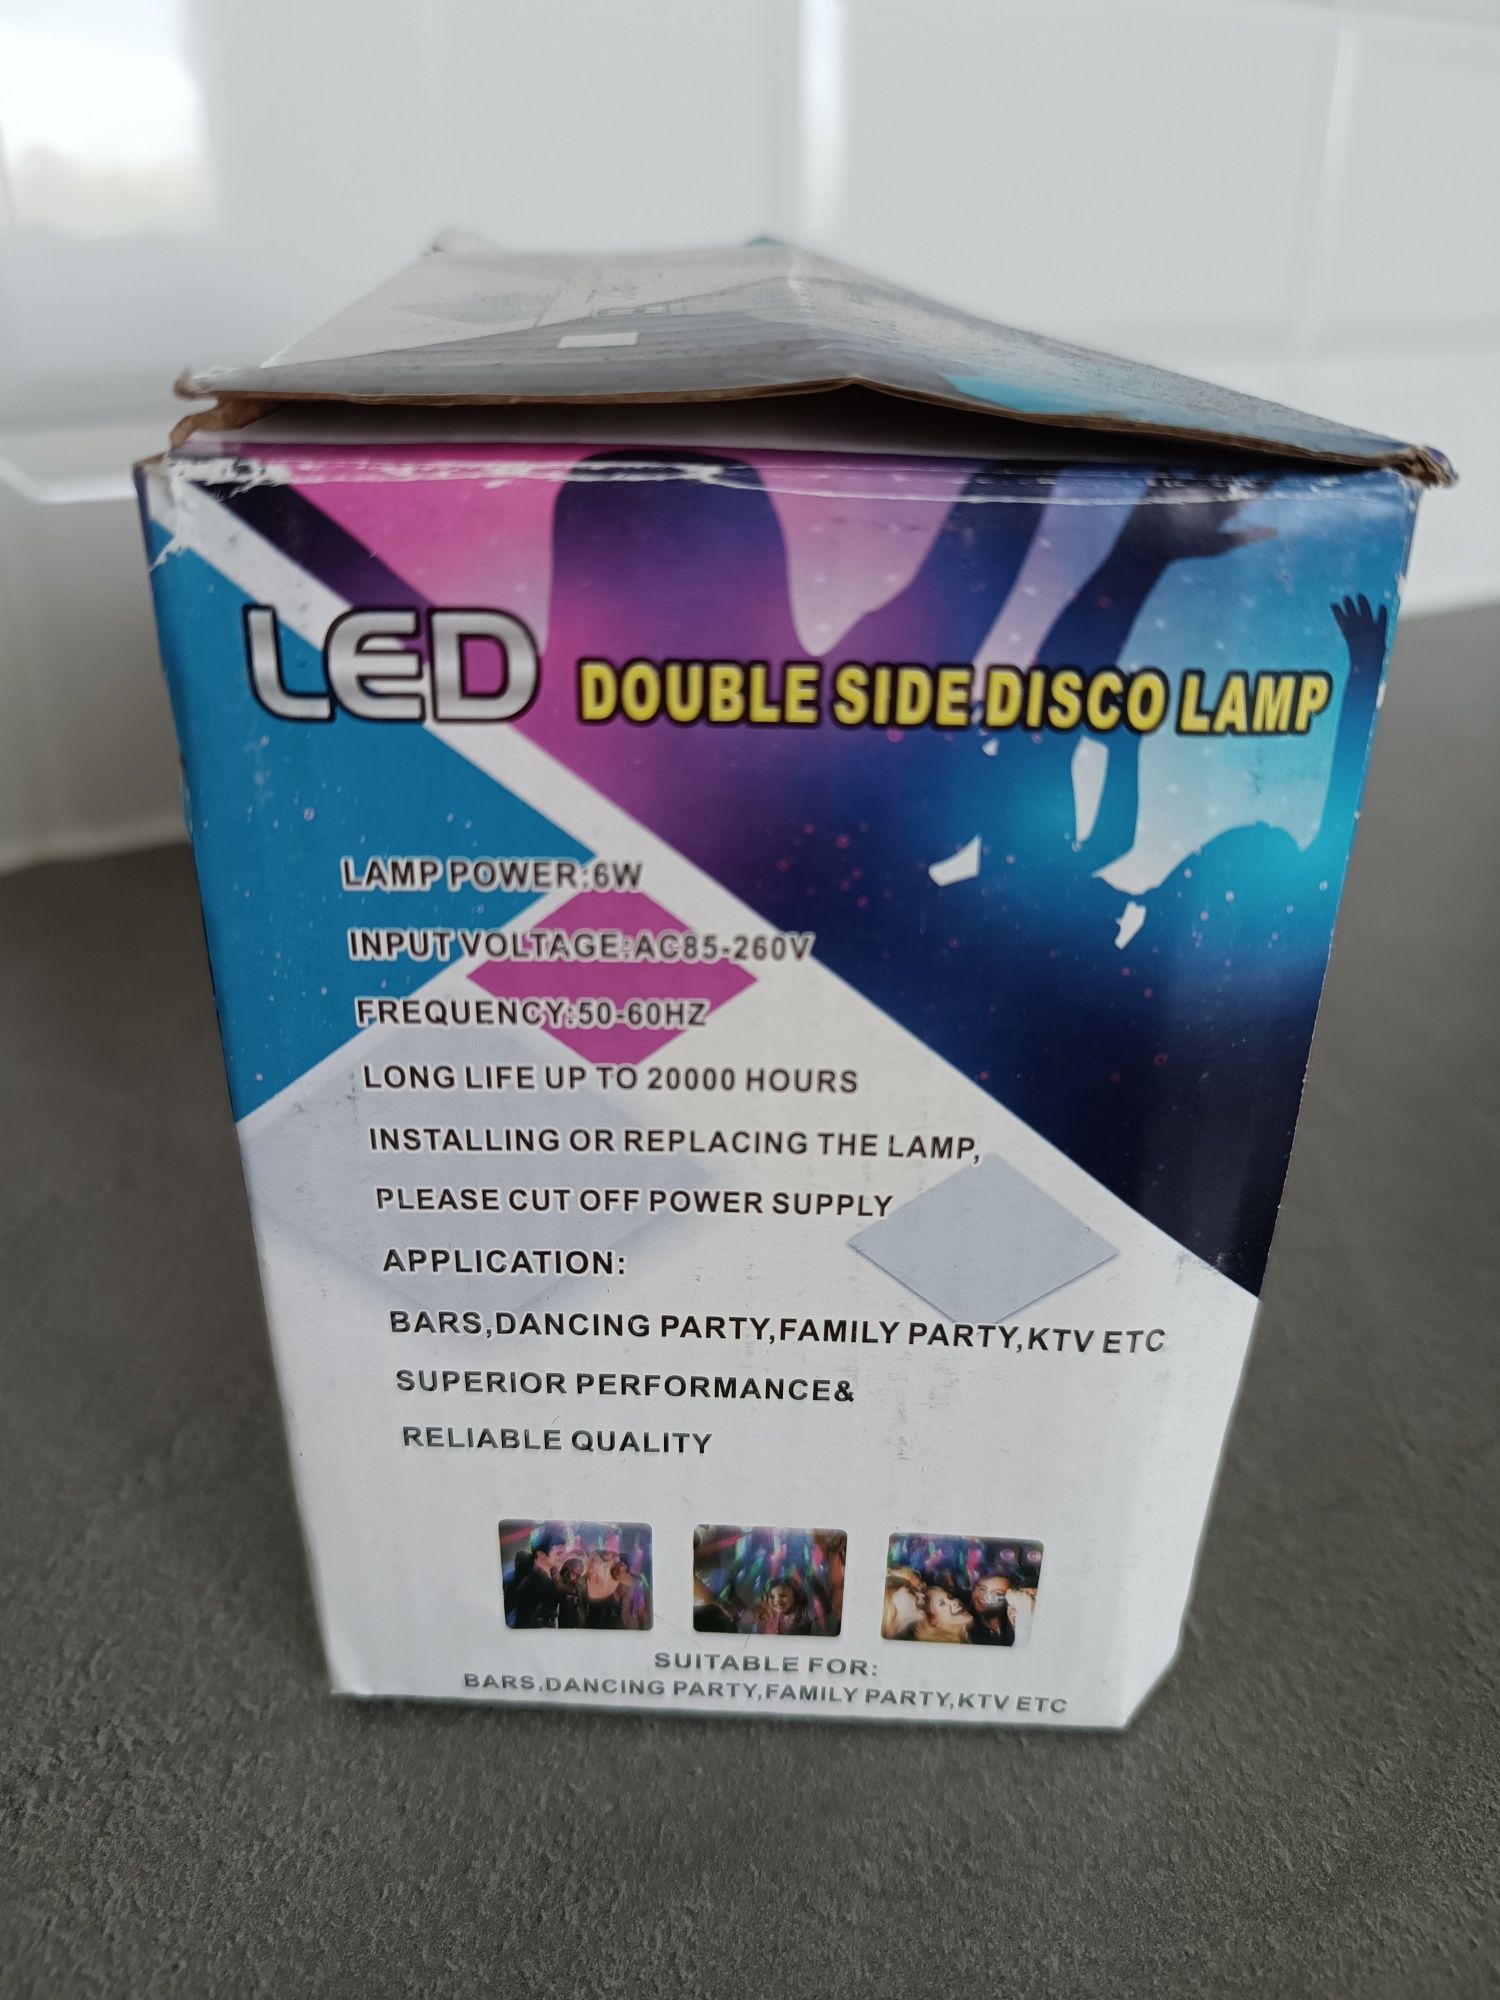 LED DOUBLE SIDE DISCO LAMP
LAMP POWER:6W
INPUT VOLTAGE:AC85-260V
FREQUENCY:50-60HZ
LONG LIFE UP TO 20000 HOURS
INSTALLING OR REPLACING THE LAMP,
PLEASE CUT OFF POWER SUPPLY
APPLICATION:
BARS,DANCING PARTY,FAMILY PARTY,KTV ETC
SUPERIOR PERFORMANCE&
RELIABLE QUALITY
SUITABLE FOR:
BARS,DANCING PARTY,FAMILY PARTY,KTV ETC